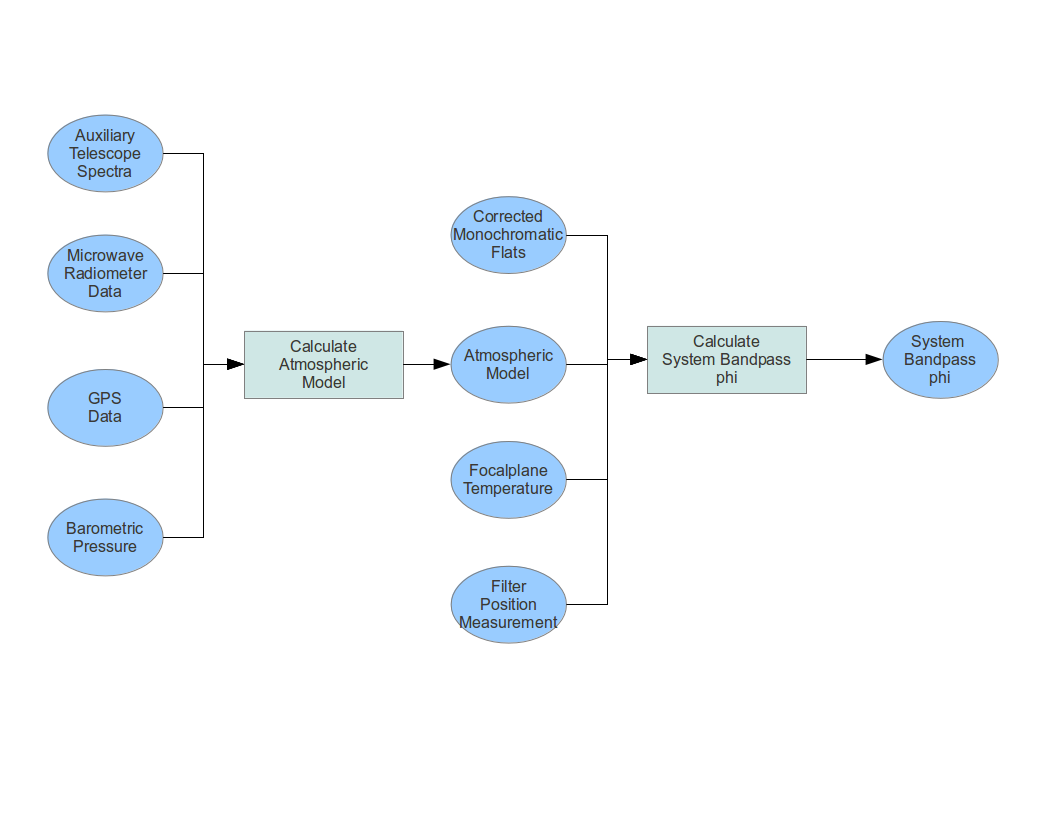 Auxiliary
Telescope
Spectra
Microwave
Radiometer
Data
GPS
Data
Barometric
Pressure
Calculate
Atmospheric
Model
Corrected
Monochromatic
Flats
Atmospheric
Model
Focalplane
Temperature
Filter
Position
Measurement
Calculate
System Bandpass
phi
System
Bandpass
phi